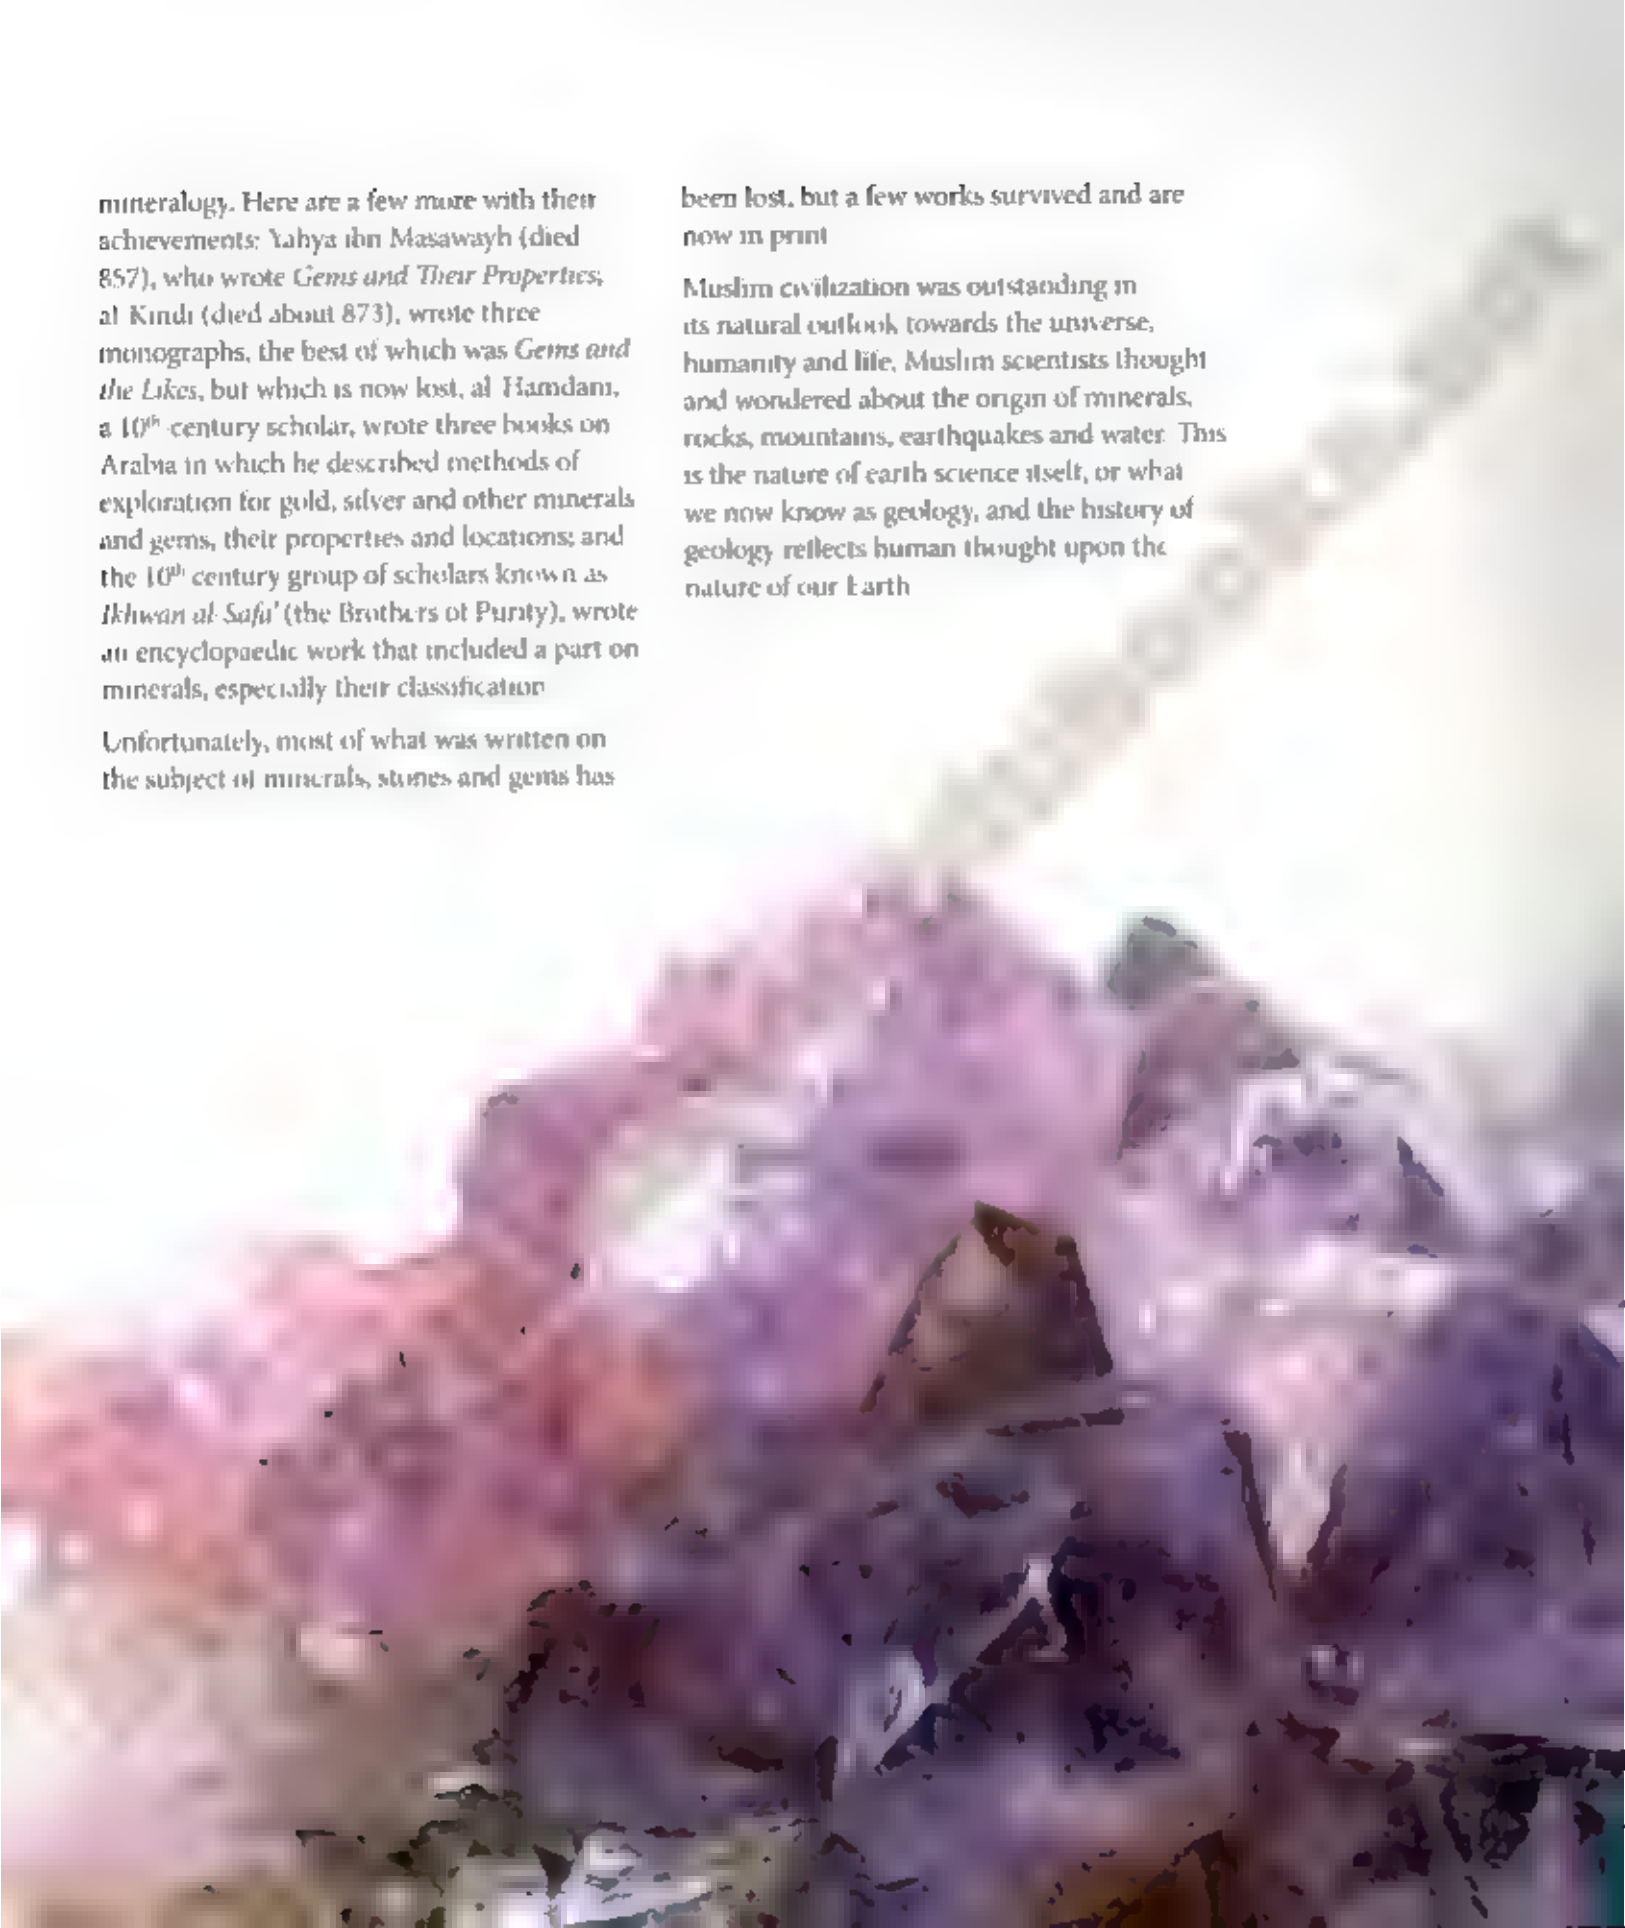 mineralogy. Here are a few more with their
achievements: Yahya ibn Masawayh (died
857), who wrote Gems and Their Properties;
al-Kindi (died about 873), wrote three
monographs, the best of which was Gems and
the Likes, but which is now lost, al-Hamdani,
a 10th-century scholar, wrote three books on
Arabia in which he described methods of
exploration for gold, silver and other minerals
and gems, their properties and locations; and
the 10th century group of scholars known as
Ikhwan al-Safa' (the Brothers of Purity), wrote
an encyclopaedic work that included a part on
minerals, especially their classification
Unfortunately, most of what was written on
the subject of minerals, stones and gems has
been lost, but a few works survived and are
now in print
Muslim civilization was outstanding in
its natural outlook towards the universe,
humanity and life. Muslim scientists thought
and wondered about the origin of minerals,
rocks, mountains, earthquakes and water. This
is the nature of earth science itself, or what
we now know as geology, and the history of
geology reflects human thought upon the
nature of our Earth